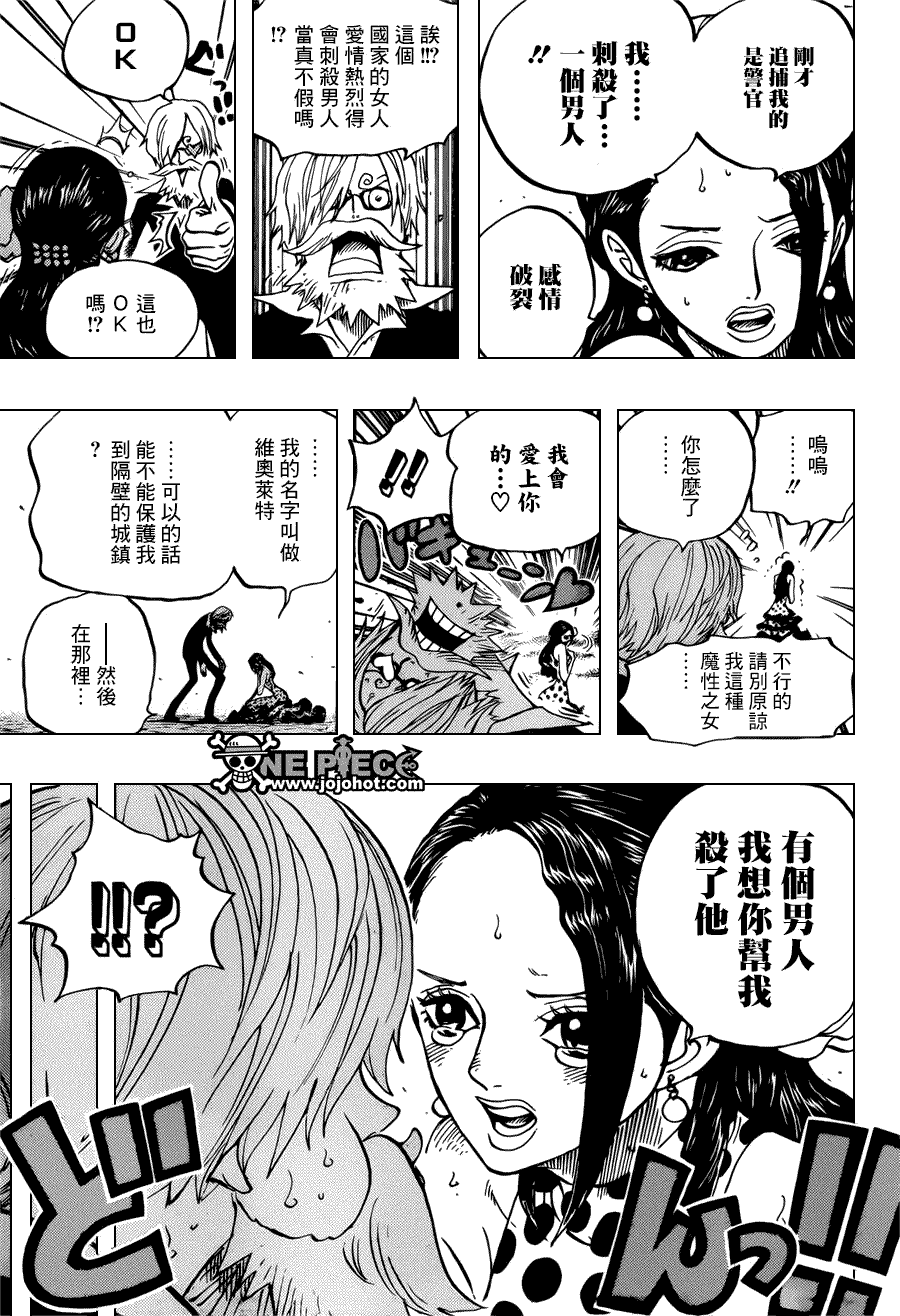 剛才
追捕我的
是警官
我……
刺殺了…
一個男人
!!
感情
破裂
誒!!?
這個
國家的女人
愛情熱烈得
會刺殺男人
當真不假嗎
!?
OK
這也
OK
嗎!?
嗚嗚
……!!
你怎麼了
……
不行的
請別原諒
我這種
魔性之女
……
我會
愛上你
的…♡
!!
バキューン
……
我的名字叫做
維奧萊特
……可以的話
能不能保護我
到隔壁的城鎮
?
——然後
在那裡…
ONE PIECE
www.jojohot.com
有個男人
我想你幫我
殺了他
!!?
どんっ!!